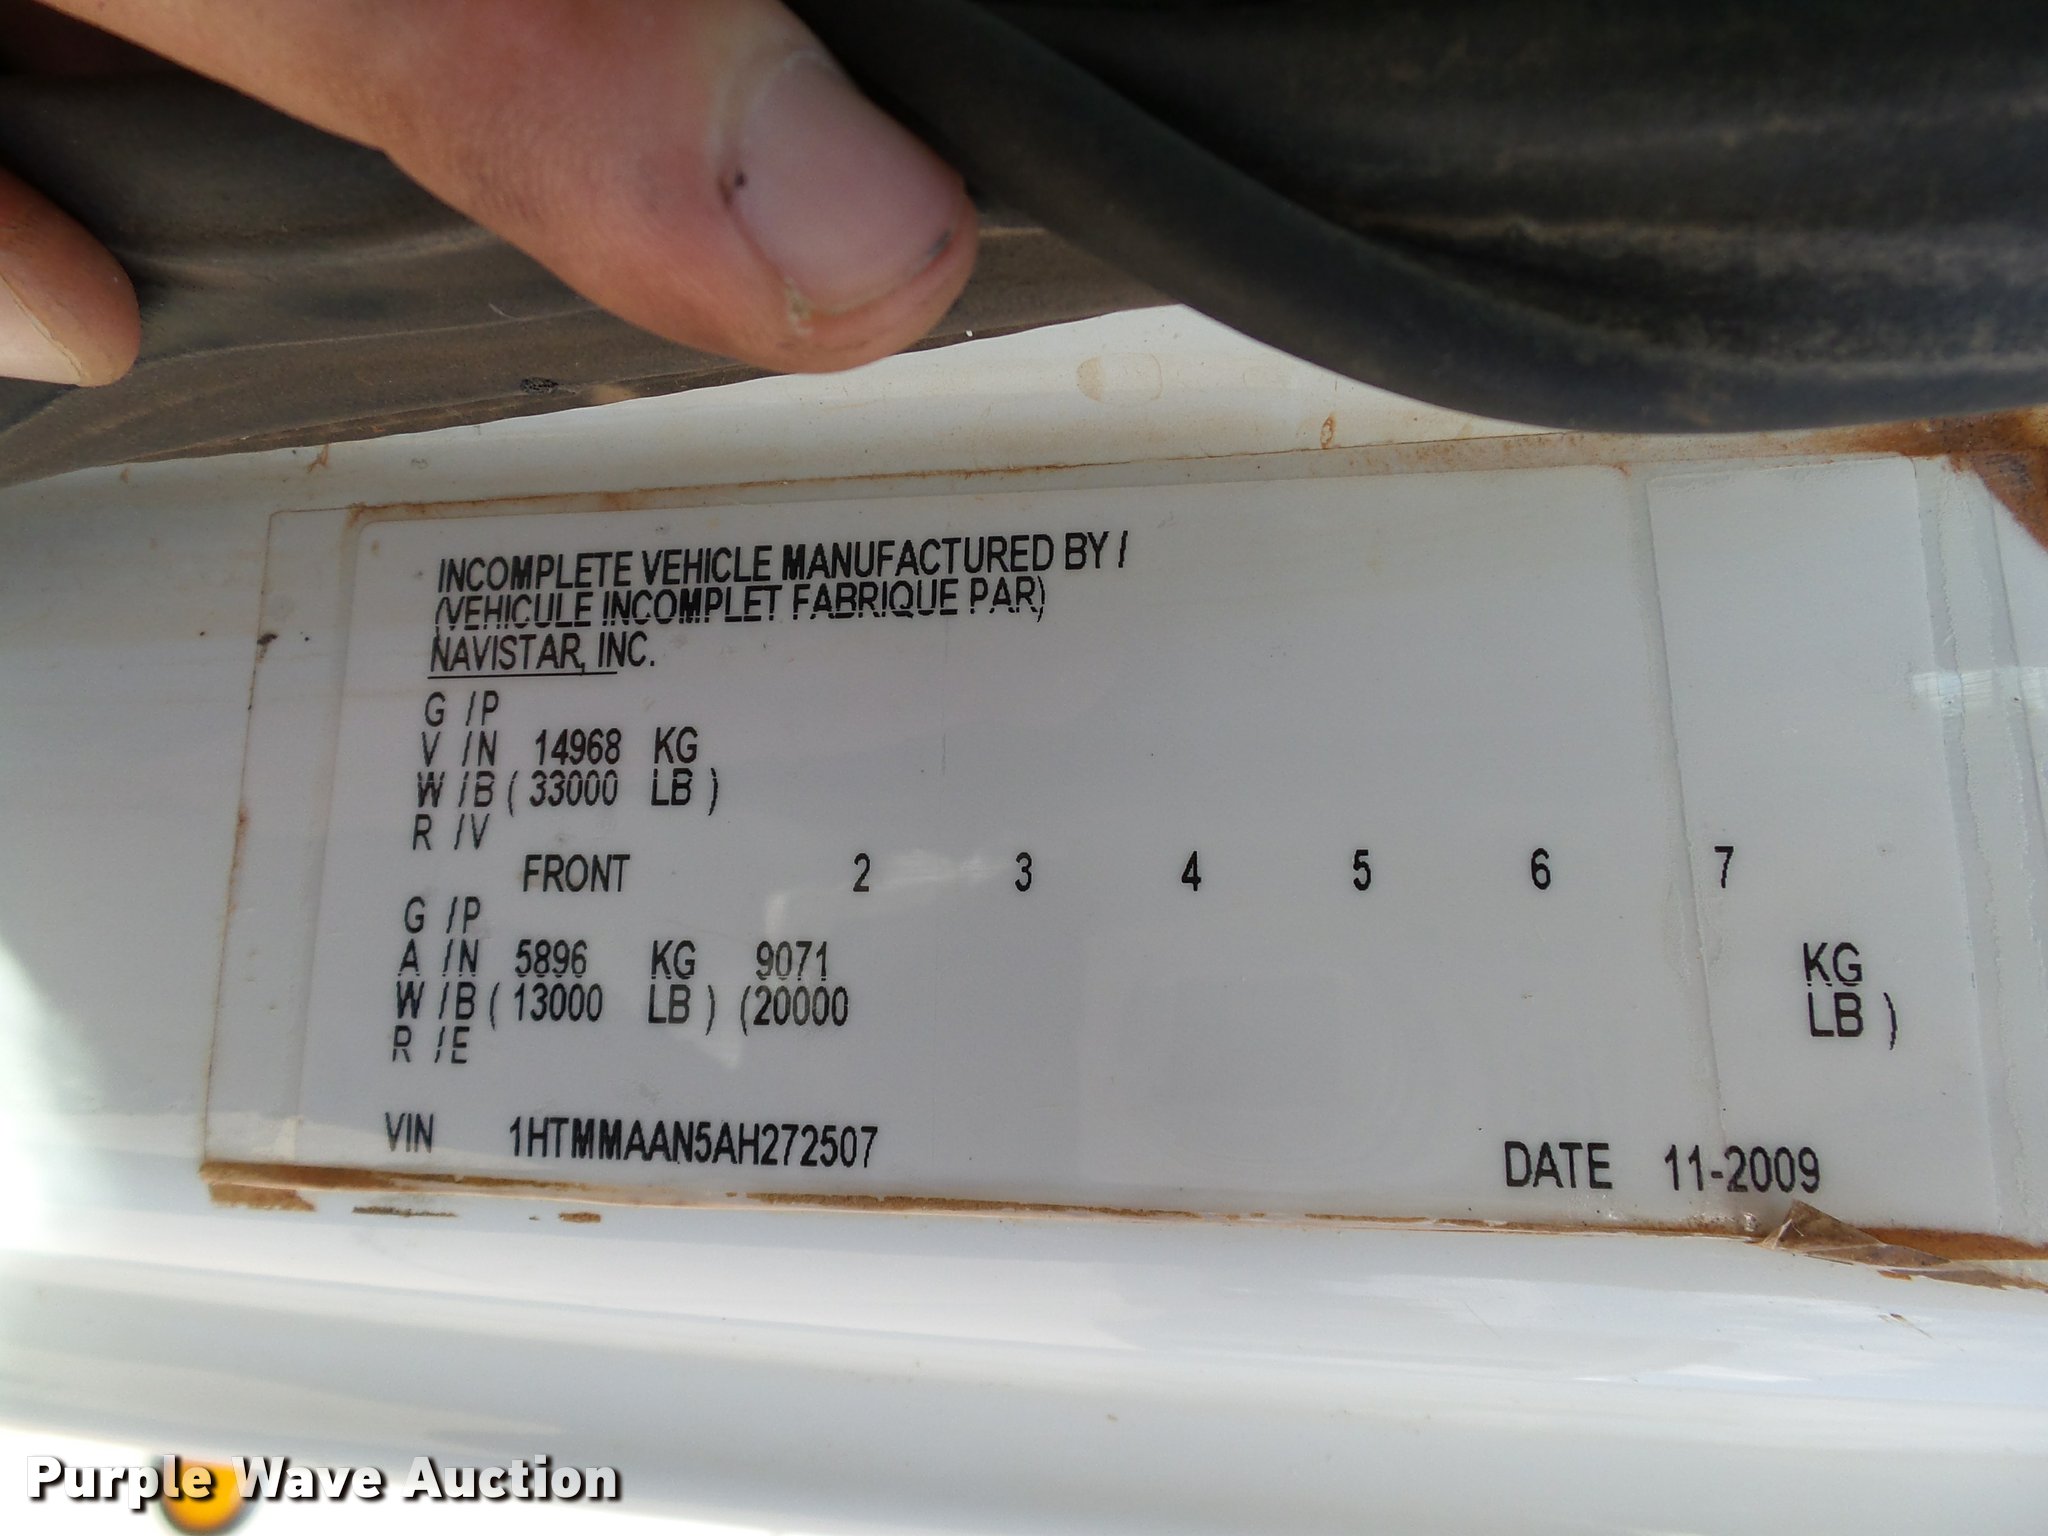 INCOMPLETE VEHICLE MANUFACTURED BY /
(VEHICULE INCOMPLET FABRIQUE PAR)
NAVISTAR, INC.
G /P
V /N 14968 KG
W /B ( 33000 LB )
R /V
FRONT 2 3 4 5 6 7
G /P
A /N 5896 KG 9071 KG
W /B ( 13000 LB ) (20000 LB )
R /E
VIN 1HTMMAAN5AH272507 DATE 11-2009
Purple Wave Auction